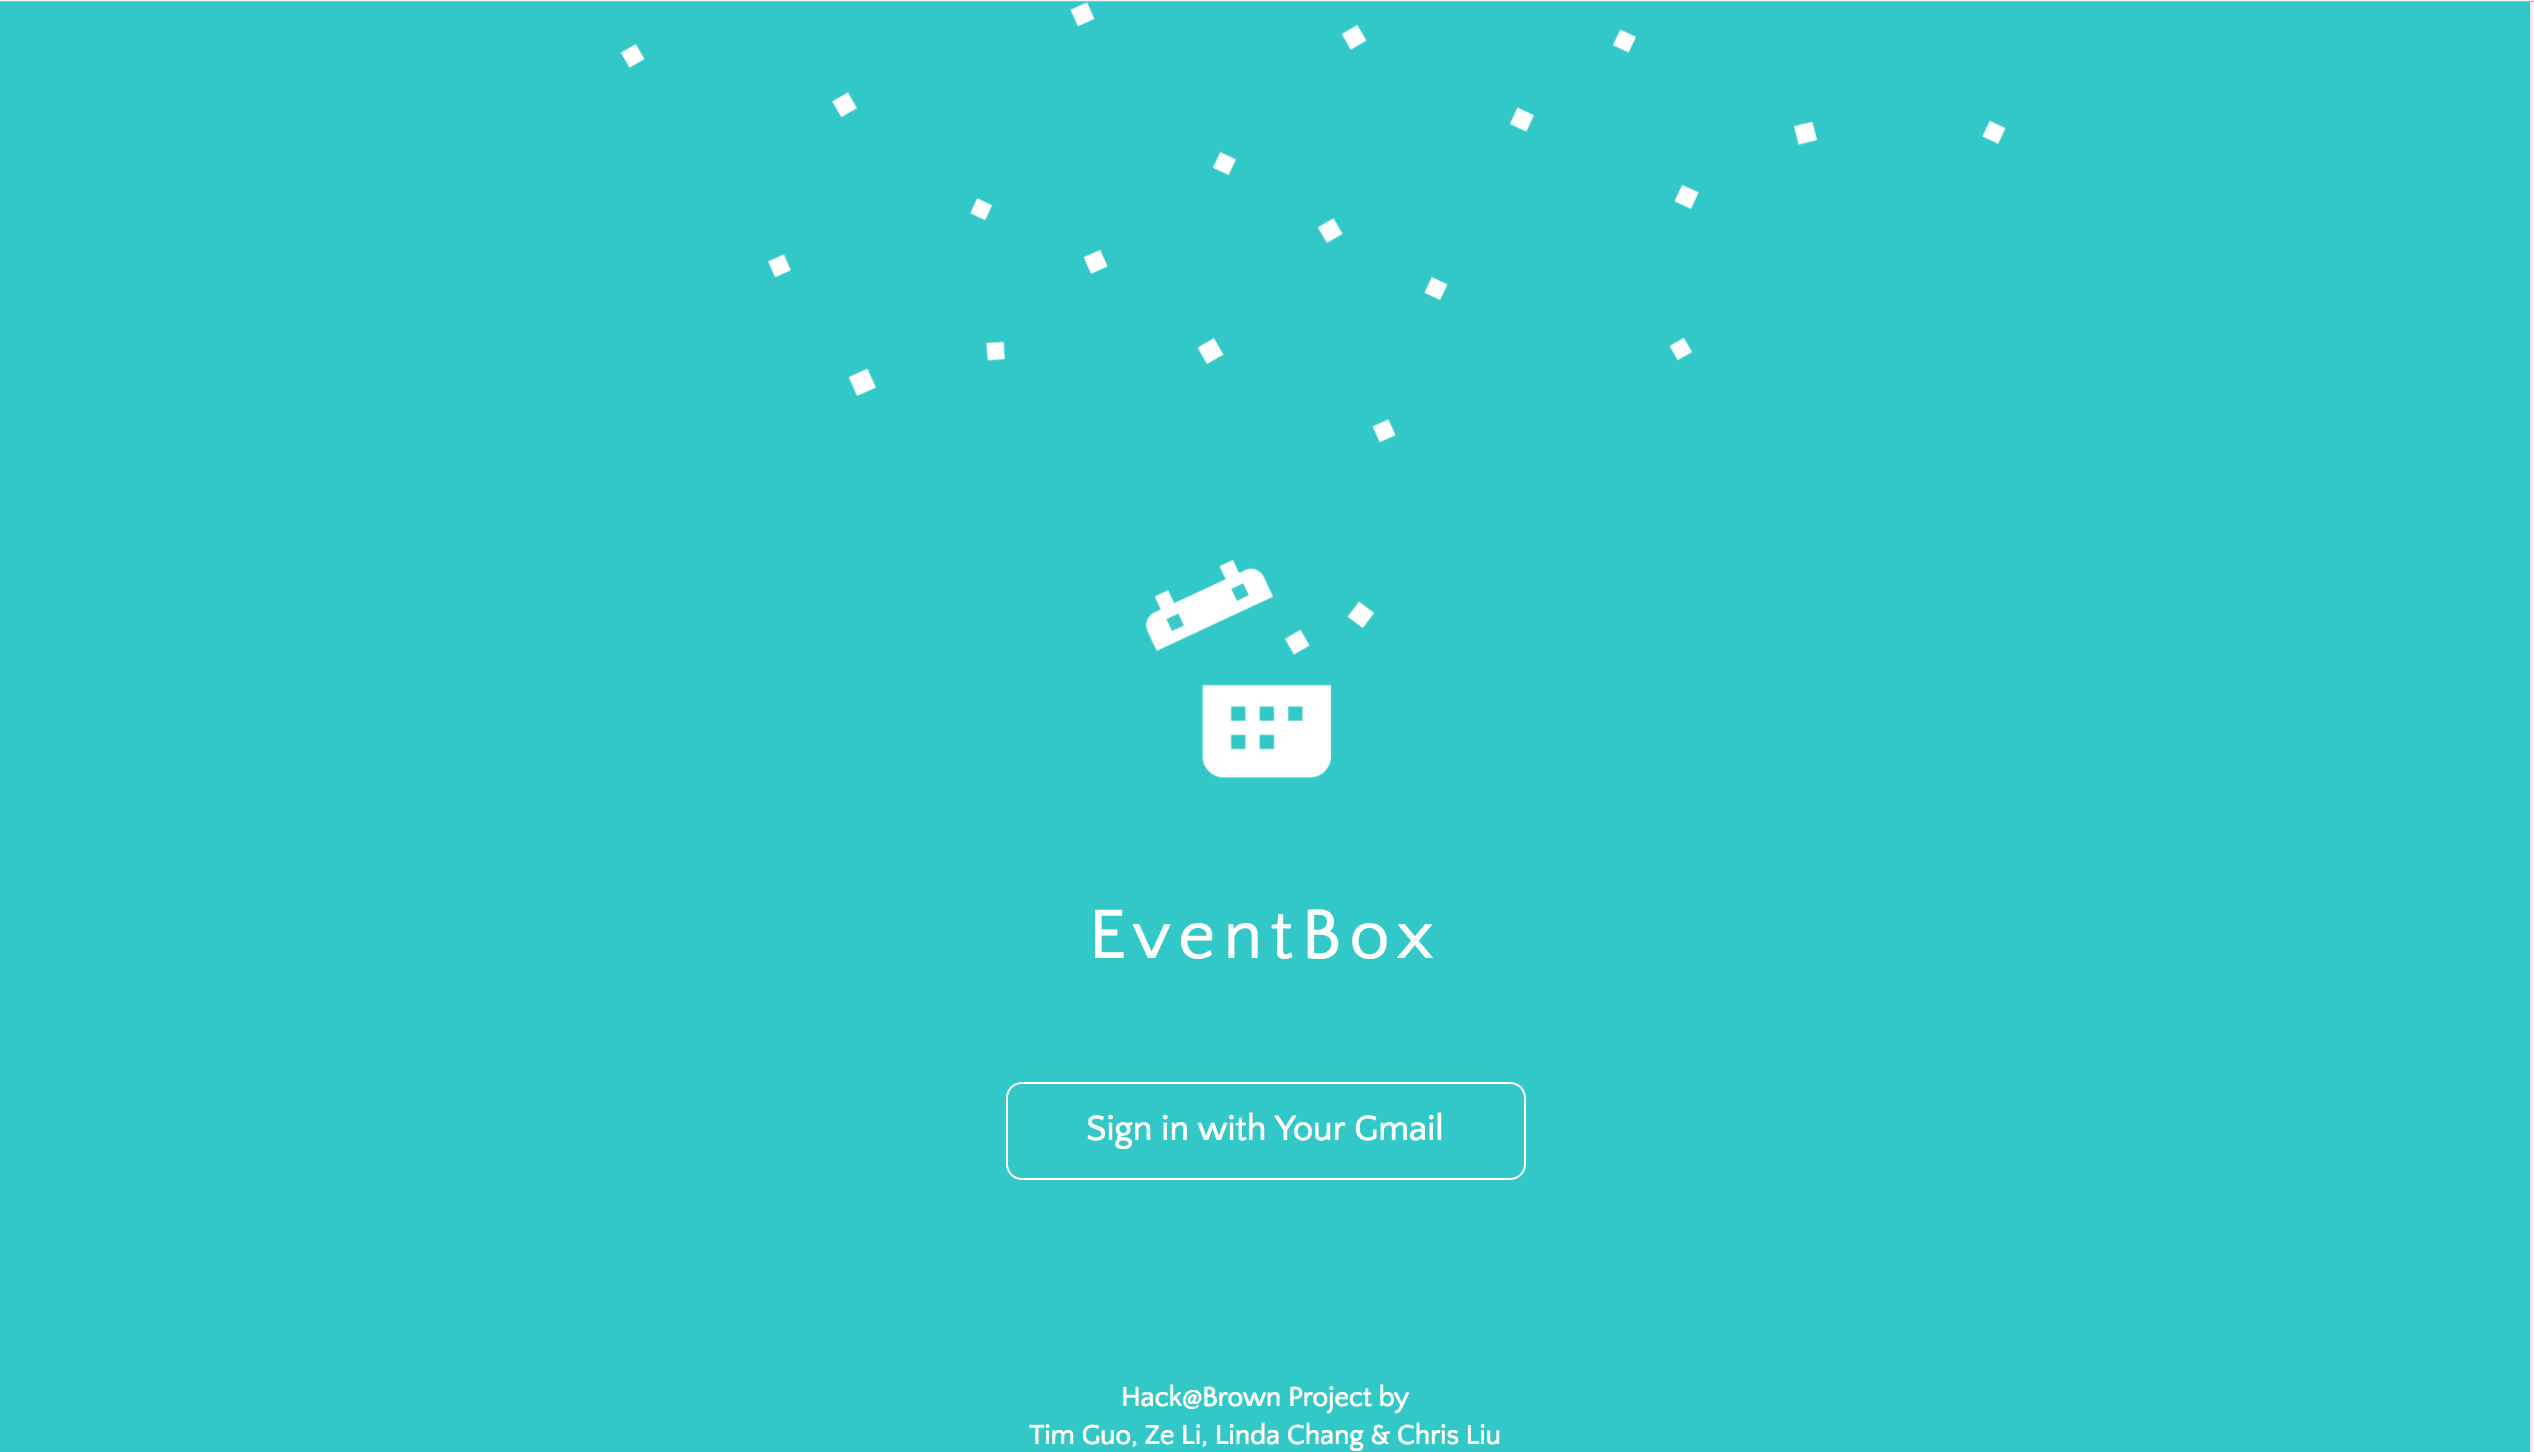 EventBox
Sign in with Your Gmail
Hack@Brown Project by
Tim Guo, Ze Li, Linda Chang & Chris Liu